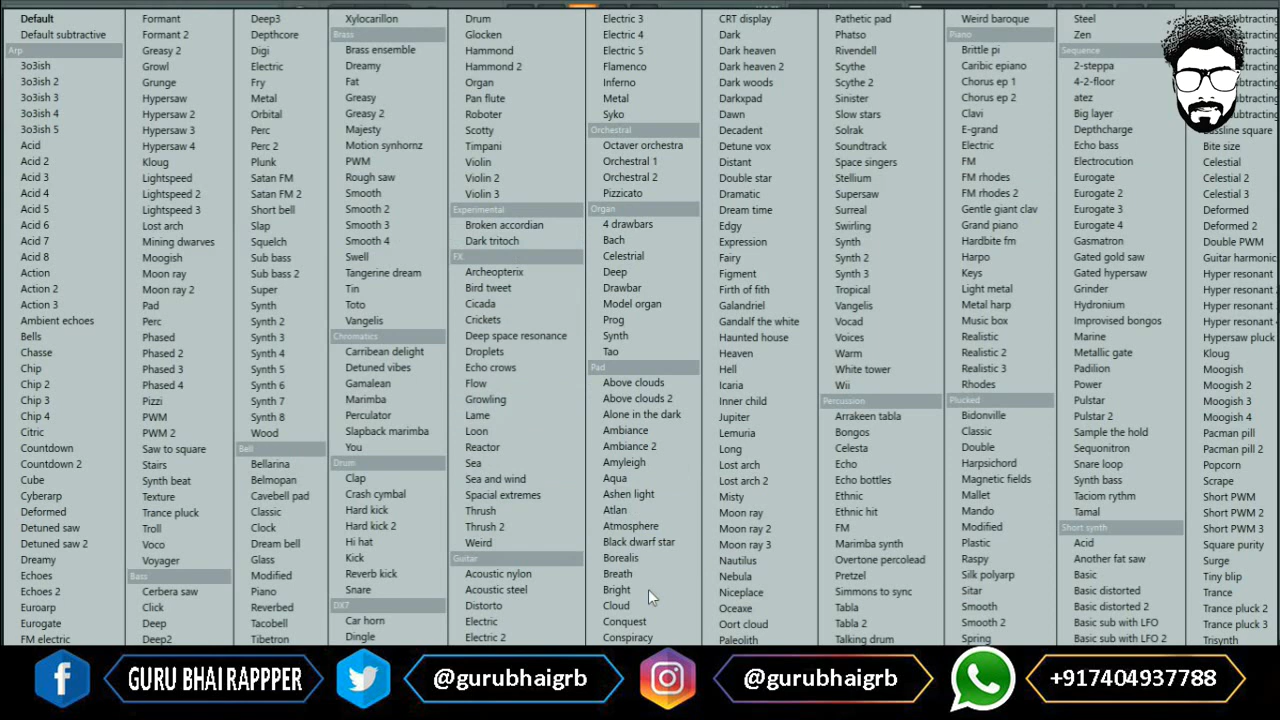 Default
Default subtractive
Arp
3o3ish
3o3ish 2
3o3ish 3
3o3ish 4
3o3ish 5
Acid
Acid 2
Acid 3
Acid 4
Acid 5
Acid 6
Acid 7
Acid 8
Action
Action 2
Action 3
Ambient echoes
Bells
Chasse
Chip
Chip 2
Chip 3
Chip 4
Citric
Countdown
Countdown 2
Cube
Cyberarp
Deformed
Detuned saw
Detuned saw 2
Dreamy
Echoes
Echoes 2
Euroarp
Eurogate
FM electric
Formant
Formant 2
Greasy 2
Growl
Grunge
Hypersaw
Hypersaw 2
Hypersaw 3
Hypersaw 4
Kloug
Lightspeed
Lightspeed 2
Lightspeed 3
Lost arch
Mining dwarves
Moogish
Moon ray
Moon ray 2
Pad
Perc
Phased
Phased 2
Phased 3
Phased 4
Pizzi
PWM
PWM 2
Saw to square
Stairs
Synth beat
Texture
Trance pluck
Troll
Voco
Voyager
Bass
Cerbera saw
Click
Deep
Deep2
Deep3
Depthcore
Digi
Electric
Fry
Metal
Orbital
Perc
Perc 2
Plunk
Satan FM
Satan FM 2
Short bell
Slap
Squelch
Sub bass
Sub bass 2
Super
Synth
Synth 2
Synth 3
Synth 4
Synth 5
Synth 6
Synth 7
Synth 8
Wood
Bell
Bellarina
Belmopan
Cavebell pad
Classic
Clock
Dream bell
Glass
Modified
Piano
Reverbed
Tacobell
Tibetron
Xylocarillon
Brass
Brass ensemble
Dreamy
Fat
Greasy
Greasy 2
Majesty
Motion synhornz
PWM
Rough saw
Smooth
Smooth 2
Smooth 3
Smooth 4
Swell
Tangerine dream
Tin
Toto
Vangelis
Chromatics
Carribean delight
Detuned vibes
Gamalean
Marimba
Perculator
Slapback marimba
You
Drum
Clap
Crash cymbal
Hard kick
Hard kick 2
Hi hat
Kick
Reverb kick
Snare
DX7
Car horn
Dingle
Drum
Glocken
Hammond
Hammond 2
Organ
Pan flute
Roboter
Scotty
Timpani
Violin
Violin 2
Violin 3
Experimental
Broken accordian
Dark tritoch
FX
Archeopterix
Bird tweet
Cicada
Crickets
Deep space resonance
Droplets
Echo crows
Flow
Growling
Lame
Loon
Reactor
Sea
Sea and wind
Spacial extremes
Thrush
Thrush 2
Weird
Guitar
Acoustic nylon
Acoustic steel
Distorto
Electric
Electric 2
Electric 3
Electric 4
Electric 5
Flamenco
Inferno
Metal
Syko
Orchestral
Octaver orchestra
Orchestral 1
Orchestral 2
Pizzicato
Organ
4 drawbars
Bach
Celestrial
Deep
Drawbar
Model organ
Prog
Synth
Tao
Pad
Above clouds
Above clouds 2
Alone in the dark
Ambiance
Ambiance 2
Amyleigh
Aqua
Ashen light
Atlan
Atmosphere
Black dwarf star
Borealis
Breath
Bright
Cloud
Conquest
Conspiracy
CRT display
Dark
Dark heaven
Dark heaven 2
Dark woods
Darkxpad
Dawn
Decadent
Detune vox
Distant
Double star
Dramatic
Dream time
Edgy
Expression
Fairy
Figment
Firth of fith
Galandriel
Gandalf the white
Haunted house
Heaven
Hell
Icaria
Inner child
Jupiter
Lemuria
Long
Lost arch
Lost arch 2
Misty
Moon ray
Moon ray 2
Moon ray 3
Nautilus
Nebula
Niceplace
Oceaxe
Oort cloud
Paleolith
Pathetic pad
Phatso
Rivendell
Scythe
Scythe 2
Sinister
Slow stars
Solrak
Soundtrack
Space singers
Stellium
Supersaw
Surreal
Swirling
Synth
Synth 2
Synth 3
Tropical
Vangelis
Vocad
Voices
Warm
White tower
Wii
Percussion
Arrakeen tabla
Bongos
Celesta
Echo
Echo bottles
Ethnic
Ethnic hit
FM
Marimba synth
Overtone percolead
Pretzel
Simmons to sync
Tabla
Tabla 2
Talking drum
Weird baroque
Piano
Brittle pi
Caribic epiano
Chorus ep 1
Chorus ep 2
Clavi
E-grand
Electric
FM
FM rhodes
FM rhodes 2
Gentle giant clav
Grand piano
Hardbite fm
Harpo
Keys
Light metal
Metal harp
Music box
Realistic
Realistic 2
Realistic 3
Rhodes
Plucked
Bidonville
Classic
Double
Harpsichord
Magnetic fields
Mallet
Mando
Modified
Plastic
Raspy
Silk polyarp
Sitar
Smooth
Smooth 2
Spring
Steel
Zen
Sequence
2-steppa
4-2-floor
atez
Big layer
Depthcharge
Echo bass
Electrocution
Eurogate
Eurogate 2
Eurogate 3
Eurogate 4
Gasmatron
Gated gold saw
Gated hypersaw
Grinder
Hydronium
Improvised bongos
Marine
Metallic gate
Padilion
Power
Pulstar
Pulstar 2
Sample the hold
Sequonitron
Snare loop
Synth bass
Taciom rythm
Tamal
Short synth
Acid
Another fat saw
Basic
Basic distorted
Basic distorted 2
Basic sub with LFO
Basic sub with LFO 2
Bite size
Celestial
Celestial 2
Celestial 3
Deformed
Deformed 2
Double PWM
Guitar harmonic
Hyper resonant
Hyper resonant
Hyper resonant
Hyper resonant
Hypersaw pluck
Kloug
Moogish
Moogish 2
Moogish 3
Moogish 4
Pacman pill
Pacman pill 2
Popcorn
Scrape
Short PWM
Short PWM 2
Short PWM 3
Square purity
Surge
Tiny blip
Trance
Trance pluck 2
Trance pluck 3
Trisynth
GURU BHAI RAPPPER
@gurubhaigrb
@gurubhaigrb
+917404937788